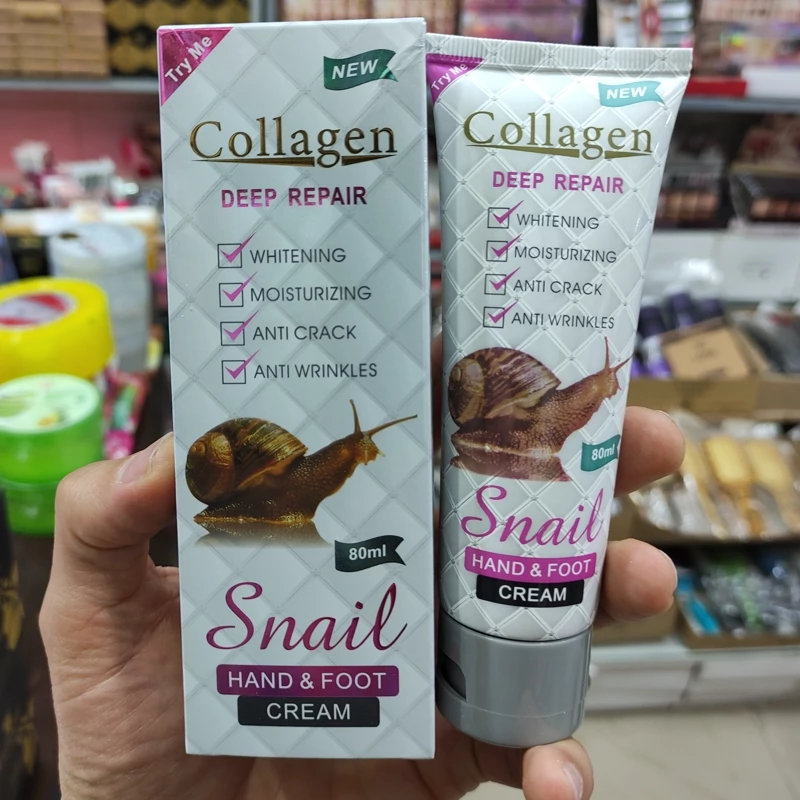 Try Me
NEW
Collagen
DEEP REPAIR
WHITENING
MOISTURIZING
ANTI CRACK
ANTI WRINKLES
80ml
Snail
HAND & FOOT
CREAM
Try Me
NEW
Collagen
DEEP REPAIR
WHITENING
MOISTURIZING
ANTI CRACK
ANTI WRINKLES
80ml
Snail
HAND & FOOT
CREAM